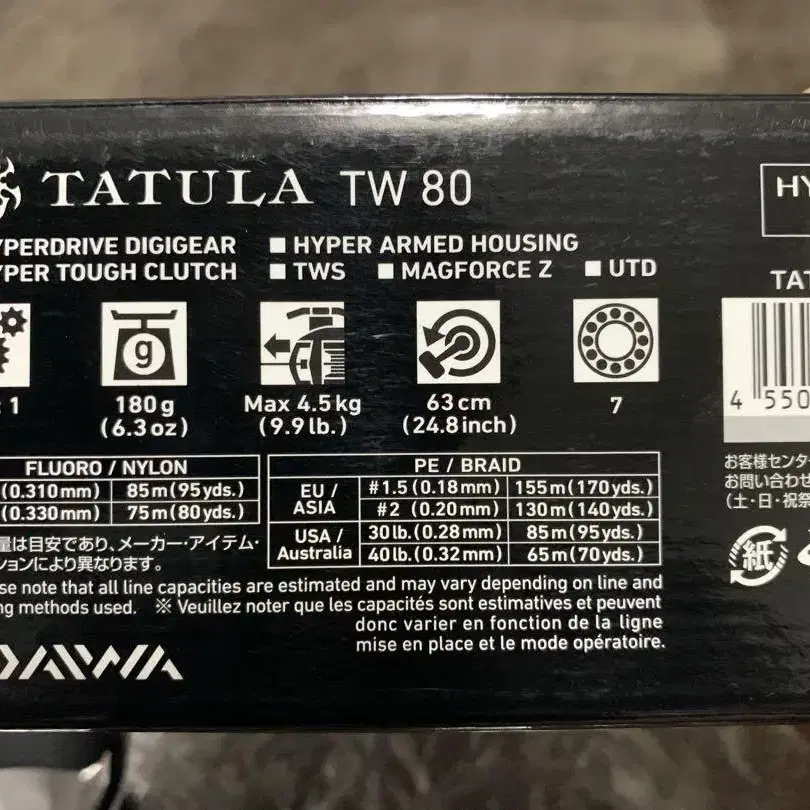 TATULA TW 80
HY
YPERDRIVE DIGIGEAR ■ HYPER ARMED HOUSING
YPER TOUGH CLUTCH ■ TWS ■ MAGFORCE Z ■ UTD
TAT
g
1
180g
(6.3oz)
Max 4.5kg
(9.9lb.)
63cm
(24.8inch)
7
4 550
FLUORO / NYLON
(0.310mm) 85m(95yds.)
(0.330mm) 75m(80yds.)
PE / BRAID
EU / ASIA
#1.5(0.18mm) 155m(170yds.)
#2 (0.20mm) 130m(140yds.)
USA / Australia
30lb.(0.28mm) 85m(95yds.)
40lb.(0.32mm) 65m(70yds.)
お客様センター
お問い合わせ
(土・日・祝祭
量は目安であり、メーカー・アイテム・
ションにより異なります。
se note that all line capacities are estimated and may vary depending on line and
ng methods used. ※ Veuillez noter que les capacités sont estimatives et peuvent
donc varier en fonction de la ligne
mise en place et le mode opératoire.
紙
DAIWA